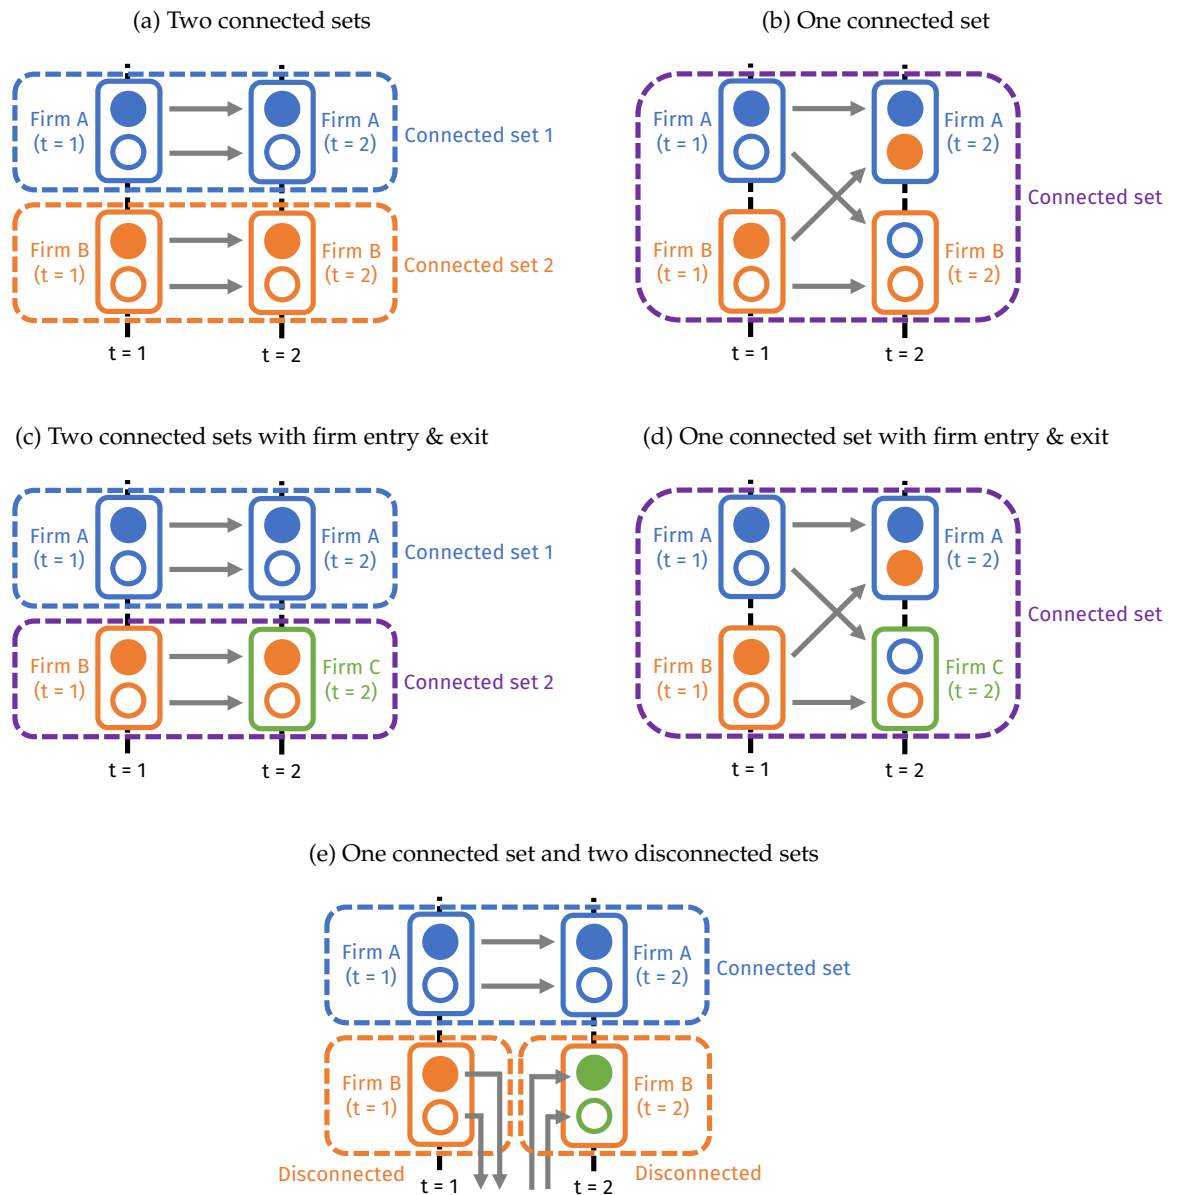 (a) Two connected sets
Firm A
(t = 1)
Firm A
(t = 2)
Connected set 1
Firm B
(t = 1)
Firm B
(t = 2)
Connected set 2
t = 1
t = 2
(b) One connected set
Firm A
(t = 1)
Firm A
(t = 2)
Connected set
Firm B
(t = 1)
Firm B
(t = 2)
t = 1
t = 2
(c) Two connected sets with firm entry & exit
Firm A
(t = 1)
Firm A
(t = 2)
Connected set 1
Firm B
(t = 1)
Firm C
(t = 2)
Connected set 2
t = 1
t = 2
(d) One connected set with firm entry & exit
Firm A
(t = 1)
Firm A
(t = 2)
Connected set
Firm B
(t = 1)
Firm C
(t = 2)
t = 1
t = 2
(e) One connected set and two disconnected sets
Firm A
(t = 1)
Firm A
(t = 2)
Connected set
Firm B
(t = 1)
Firm B
(t = 2)
Disconnected
Disconnected
t = 1
t = 2